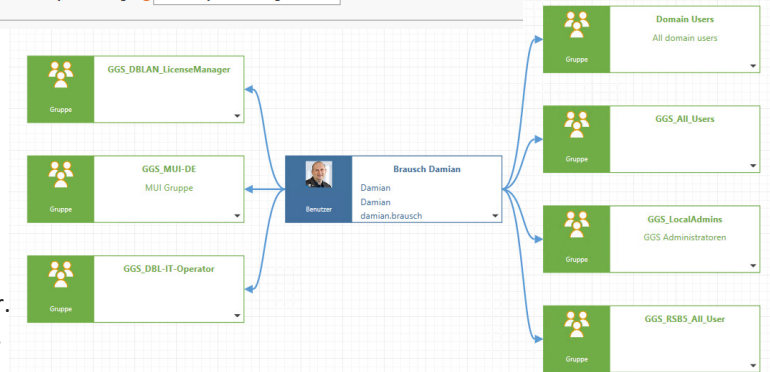 GGS_DBLAN_LicenseManager
Gruppe
GGS_MUI-DE
MUI Gruppe
Gruppe
GGS_DBL-IT-Operator
Gruppe
r.
Brausch Damian
Damian
Damian
damian.brausch
Benutzer
Domain Users
All domain users
Gruppe
GGS_All_Users
Gruppe
GGS_LocalAdmins
GGS Administratoren
Gruppe
GGS_RSB5_All_User
Gruppe